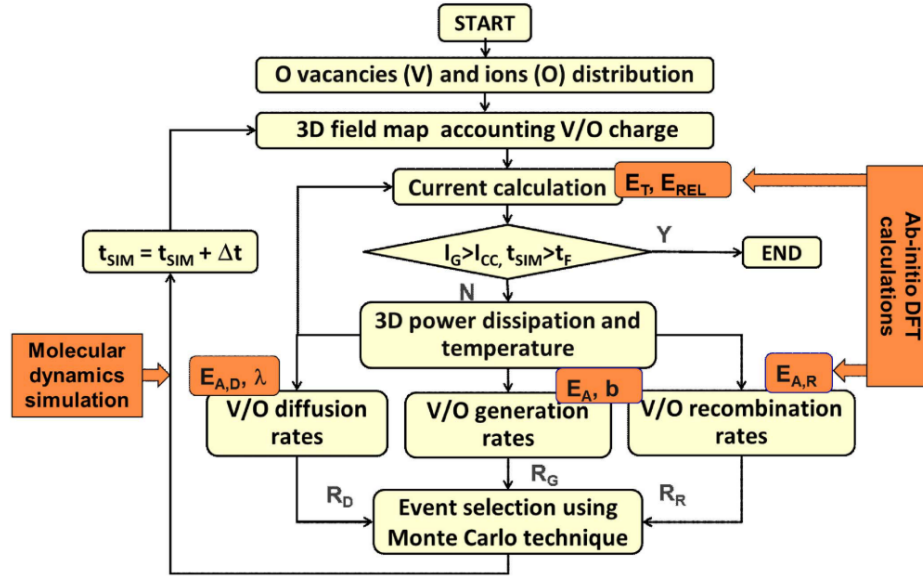 START
O vacancies (V) and ions (O) distribution
3D field map accounting V/O charge
Current calculation
E_T, E_REL
Ab-initio DFT
calculations
t_SIM = t_SIM + Δt
I_G>I_CC, t_SIM>t_F
Y
END
N
3D power dissipation and
temperature
Molecular
dynamics
simulation
E_A,D, λ
E_A, b
E_A,R
V/O diffusion
rates
V/O generation
rates
V/O recombination
rates
R_D
R_G
R_R
Event selection using
Monte Carlo technique